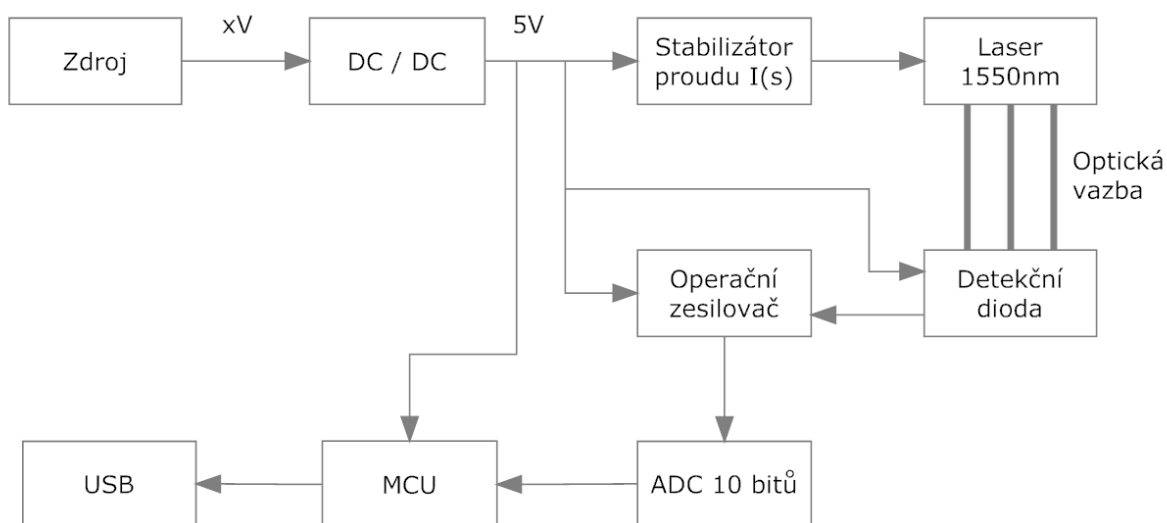 xV
5V
Zdroj
DC / DC
Stabilizátor
proudu I(s)
Laser
1550nm
Optická
vazba
Operační
zesilovač
Detekční
dioda
USB
MCU
ADC 10 bitů